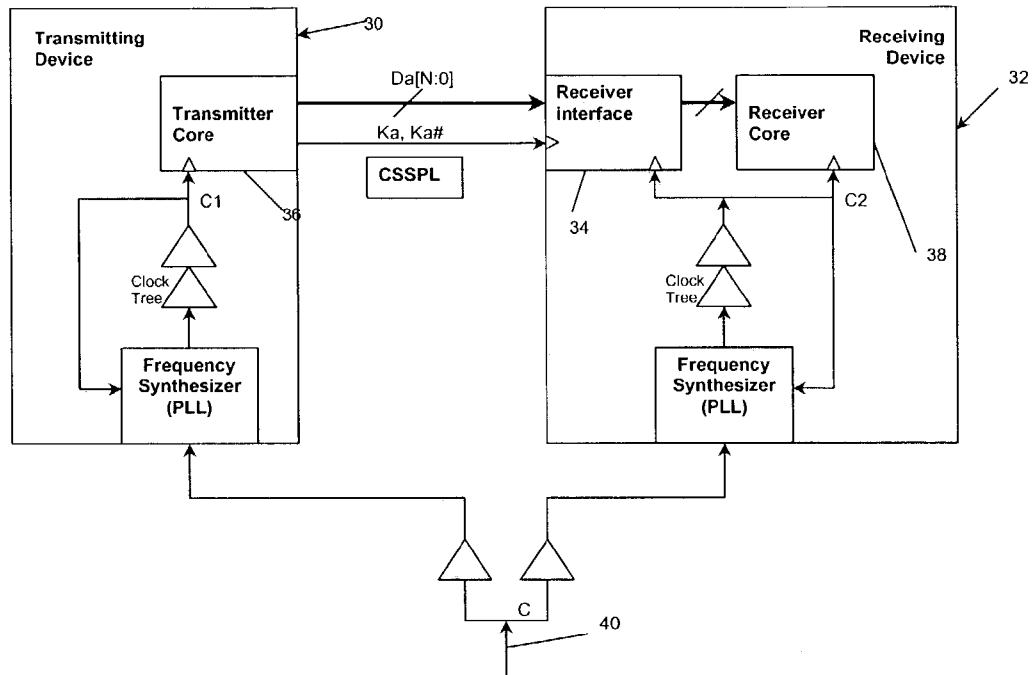 Transmitting
Device
30
Receiving
Device
32
Da[N:0]
Transmitter
Core
Ka, Ka#
CSSPL
Receiver
interface
Receiver
Core
C1
36
34
C2
38
Clock
Tree
Clock
Tree
Frequency
Synthesizer
(PLL)
Frequency
Synthesizer
(PLL)
C
40